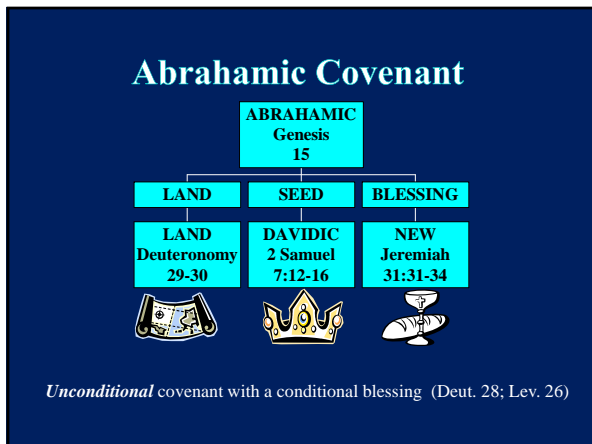 Abrahamic Covenant
ABRAHAMIC
Genesis
15
LAND
SEED
BLESSING
LAND
Deuteronomy
29-30
DAVIDIC
2 Samuel
7:12-16
NEW
Jeremiah
31:31-34
Unconditional covenant with a conditional blessing (Deut. 28; Lev. 26)